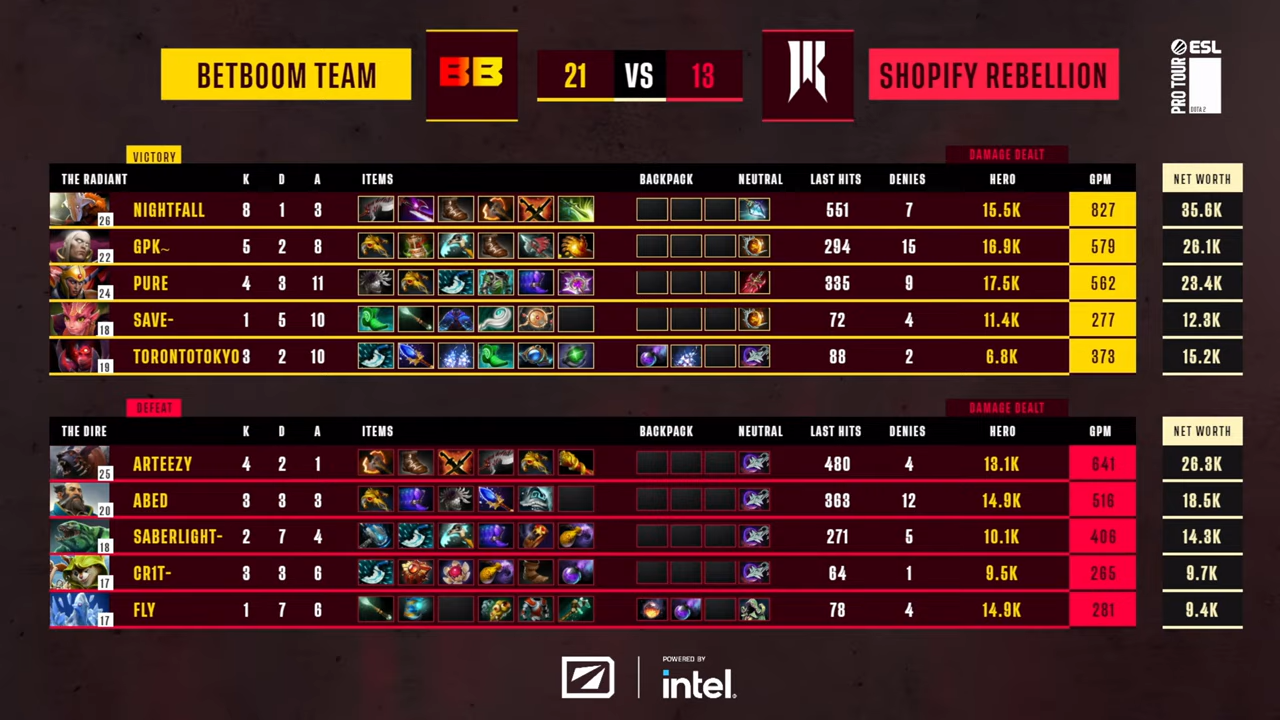 BETBOOM TEAM BB 21 VS 13 SHOPIFY REBELLION
ESL PRO TOUR DOTA 2
VICTORY DAMAGE DEALT
THE RADIANT K D A ITEMS BACKPACK NEUTRAL LAST HITS DENIES HERO GPM NET WORTH
26 NIGHTFALL 8 1 3 551 7 15.5K 827 35.6K
22 GPK~ 5 2 8 294 15 16.9K 579 26.1K
24 PURE 4 3 11 335 9 17.5K 562 23.4K
18 SAVE- 1 5 10 72 4 11.4K 277 12.3K
19 TORONTOTOKYO 3 2 10 88 2 6.8K 373 15.2K
DEFEAT DAMAGE DEALT
THE DIRE K D A ITEMS BACKPACK NEUTRAL LAST HITS DENIES HERO GPM NET WORTH
25 ARTEEZY 4 2 1 480 4 13.1K 641 26.3K
20 ABED 3 3 3 363 12 14.9K 516 18.5K
18 SABERLIGHT- 2 7 4 271 5 10.1K 406 14.3K
17 CR1T- 3 3 6 64 1 9.5K 265 9.7K
17 FLY 1 7 6 78 4 14.9K 281 9.4K
POWERED BY
intel.